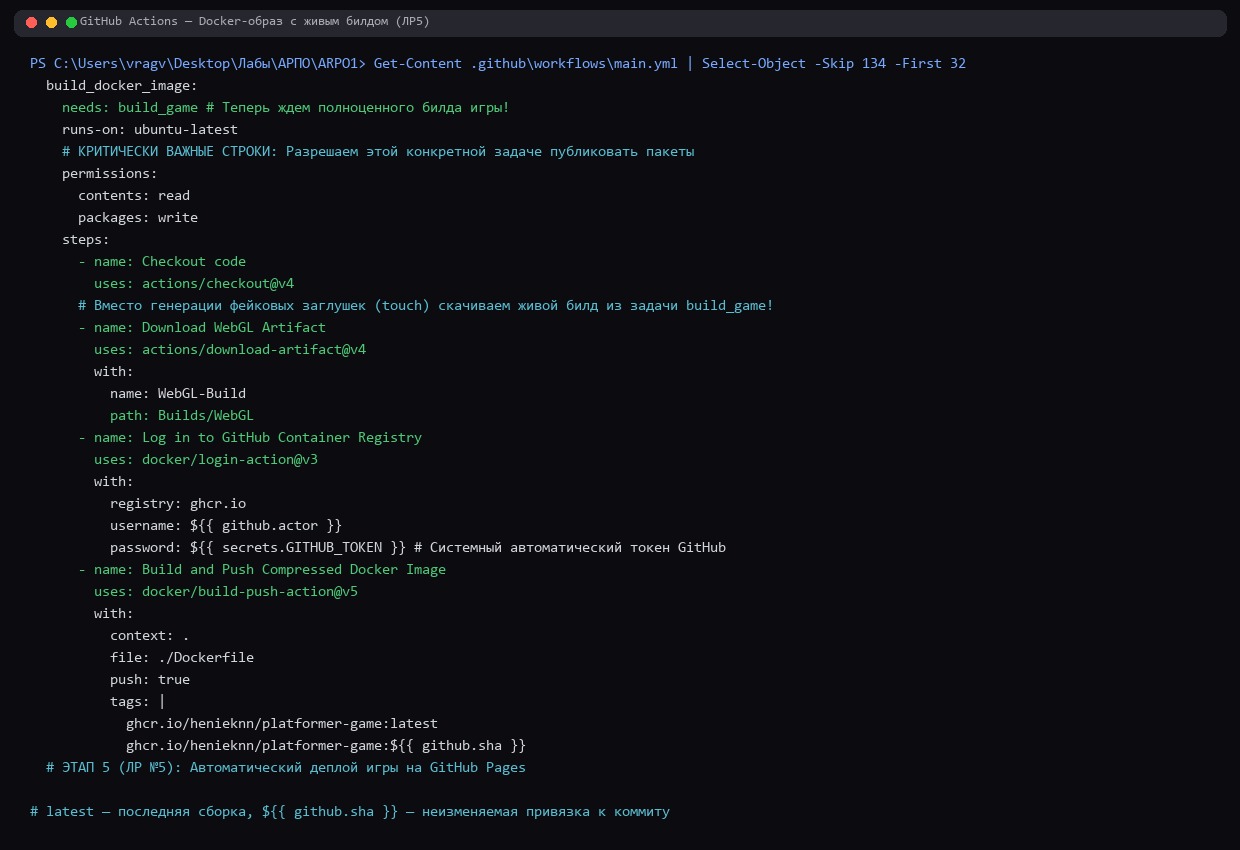 GitHub Actions — Docker-образ с живым билдом (ЛР5)
PS C:\Users\vragv\Desktop\Лабы\АРПО\ARPO1> Get-Content .github\workflows\main.yml | Select-Object -Skip 134 -First 32
  build_docker_image:
    needs: build_game # Теперь ждем полноценного билда игры!
    runs-on: ubuntu-latest
    # КРИТИЧЕСКИ ВАЖНЫЕ СТРОКИ: Разрешаем этой конкретной задаче публиковать пакеты
    permissions:
      contents: read
      packages: write
    steps:
      - name: Checkout code
        uses: actions/checkout@v4
      # Вместо генерации фейковых заглушек (touch) скачиваем живой билд из задачи build_game!
      - name: Download WebGL Artifact
        uses: actions/download-artifact@v4
        with:
          name: WebGL-Build
          path: Builds/WebGL
      - name: Log in to GitHub Container Registry
        uses: docker/login-action@v3
        with:
          registry: ghcr.io
          username: ${{ github.actor }}
          password: ${{ secrets.GITHUB_TOKEN }} # Системный автоматический токен GitHub
      - name: Build and Push Compressed Docker Image
        uses: docker/build-push-action@v5
        with:
          context: .
          file: ./Dockerfile
          push: true
          tags: |
            ghcr.io/henieknn/platformer-game:latest
            ghcr.io/henieknn/platformer-game:${{ github.sha }}
  # ЭТАП 5 (ЛР №5): Автоматический деплой игры на GitHub Pages
# latest — последняя сборка, ${{ github.sha }} — неизменяемая привязка к коммиту